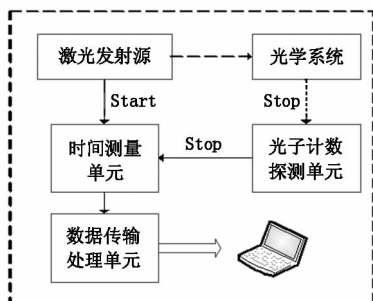 激光发射源
光学系统
Start
Stop
时间测量
单元
Stop
光子计数
探测单元
数据传输
处理单元